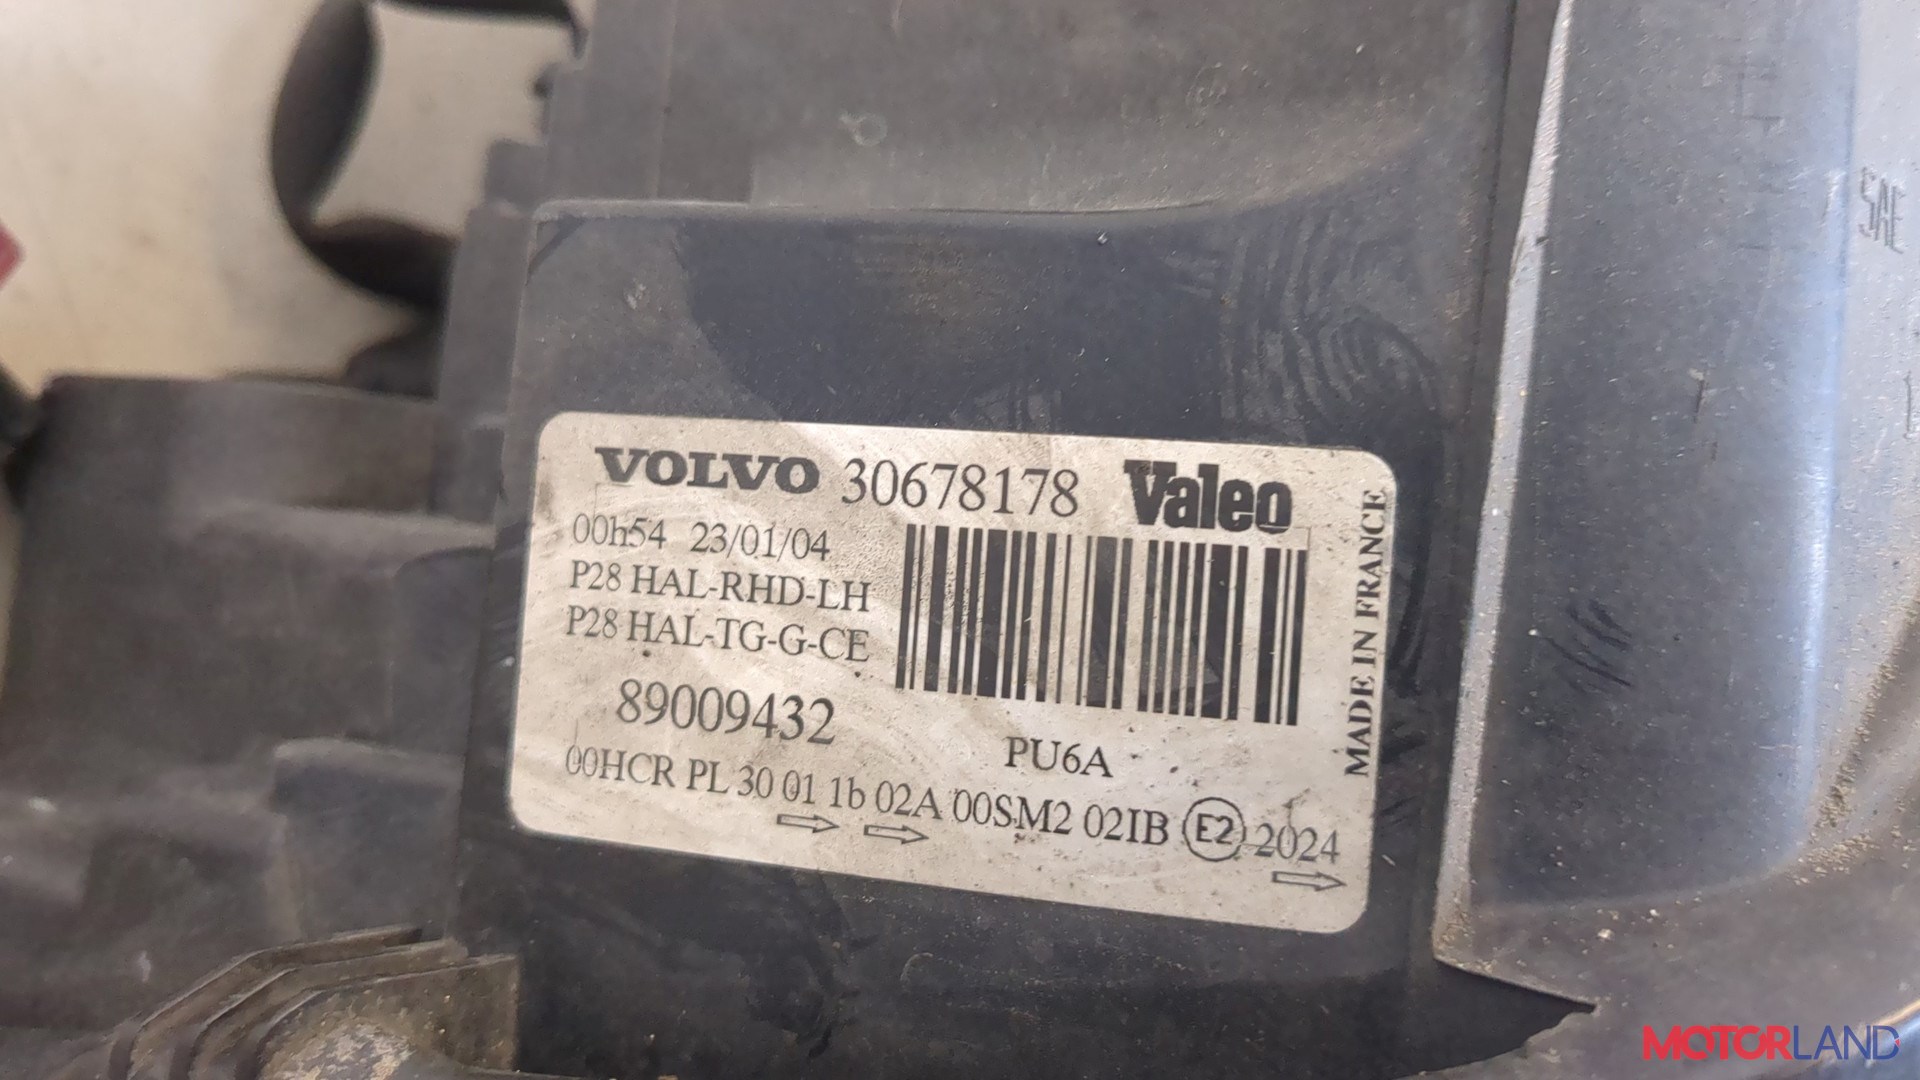 SAE
VOLVO 30678178 Valeo
00h54 23/01/04
P28 HAL-RHD-LH
P28 HAL-TG-G-CE
89009432
PU6A
00HCR PL 30 01 1b 02A 00SM2 02IB E2 2024
MADE IN FRANCE
MOTORLAND